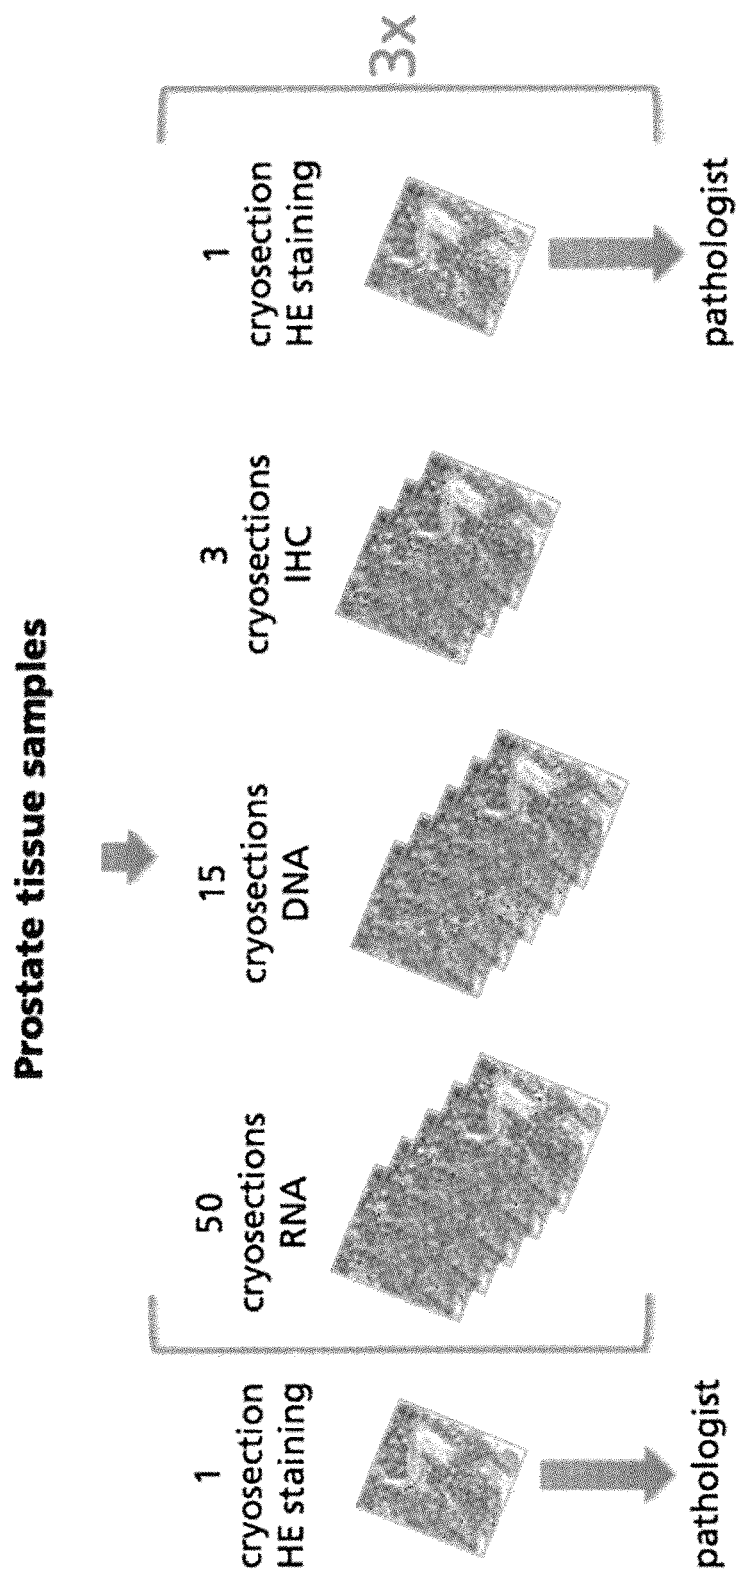 Prostate tissue samples
1
cryosection
HE staining
pathologist
50
cryosections
RNA
15
cryosections
DNA
3
cryosections
IHC
1
cryosection
HE staining
pathologist
3x